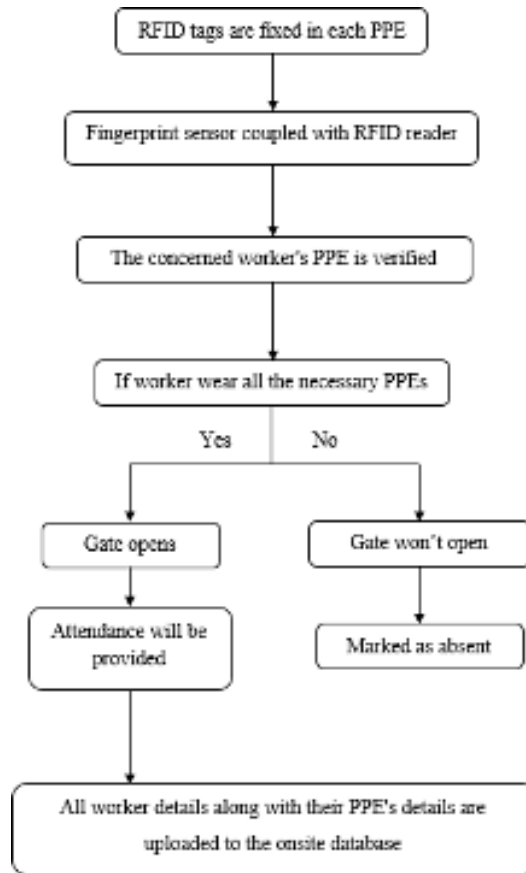 RFID tags are fixed in each PPE
Fingerprint sensor coupled with RFID reader
The concerned worker's PPE is verified
If worker wear all the necessary PPEs
Yes
No
Gate opens
Gate won't open
Attendance will be
provided
Marked as absent
All worker details along with their PPE's details are
uploaded to the onsite database